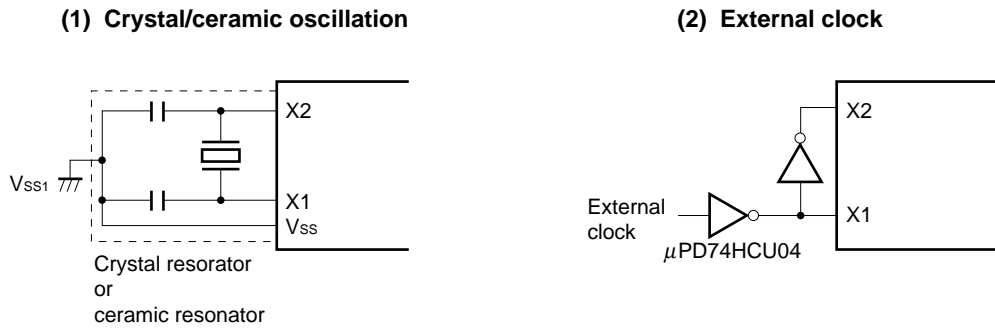 (1) Crystal/ceramic oscillation
X2
X1
VSS
VSS1
Crystal resorator
or
ceramic resonator
(2) External clock
X2
X1
External
clock
μPD74HCU04